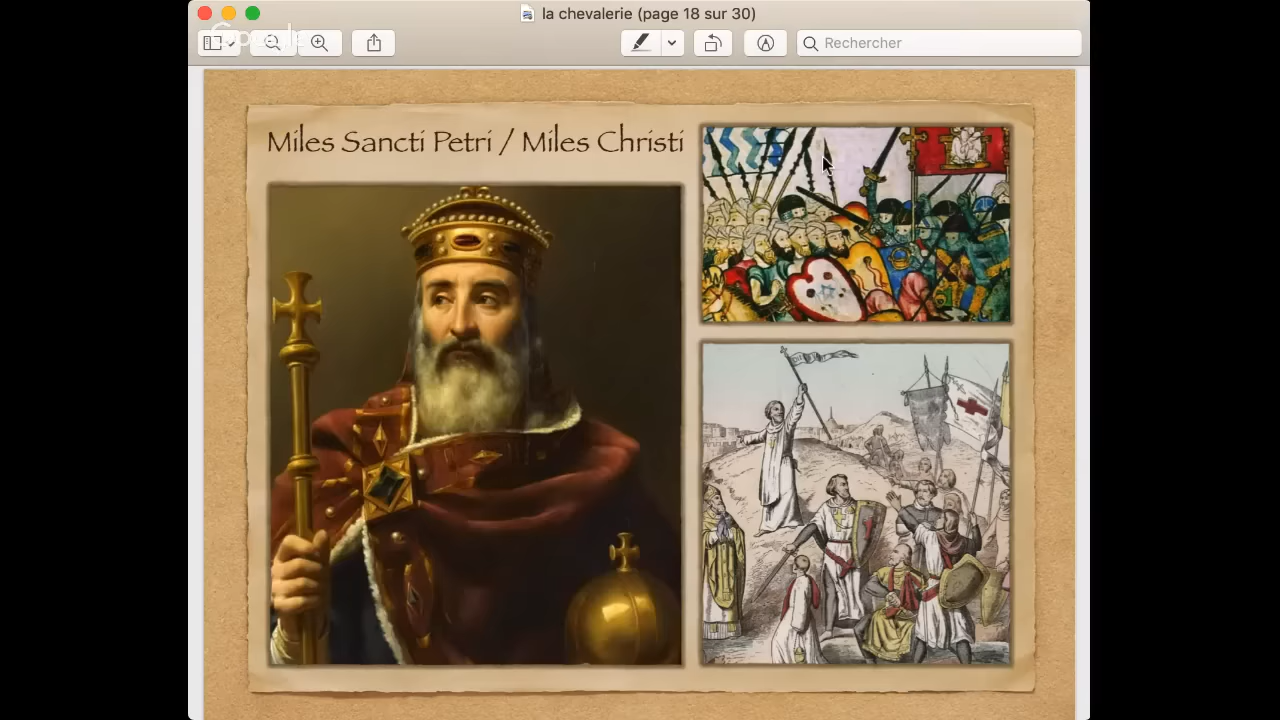 la chevalerie (page 18 sur 30)
Rechercher
Miles Sancti Petri / Miles Christi